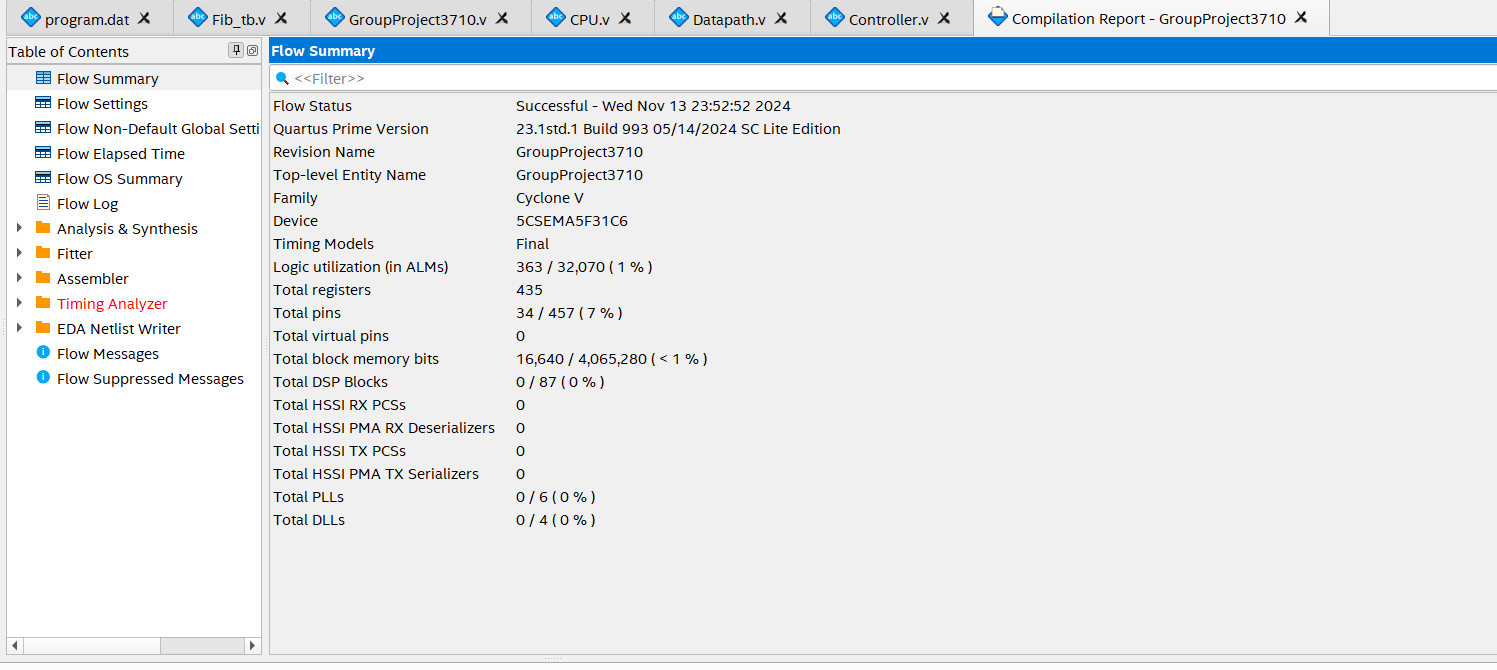 program.dat Fib_tb.v GroupProject3710.v CPU.v Datapath.v Controller.v Compilation Report - GroupProject3710
Table of Contents
Flow Summary
Flow Settings
Flow Non-Default Global Setti
Flow Elapsed Time
Flow OS Summary
Flow Log
Analysis & Synthesis
Fitter
Assembler
Timing Analyzer
EDA Netlist Writer
Flow Messages
Flow Suppressed Messages
Flow Summary
<<Filter>>
Flow Status Successful - Wed Nov 13 23:52:52 2024
Quartus Prime Version 23.1std.1 Build 993 05/14/2024 SC Lite Edition
Revision Name GroupProject3710
Top-level Entity Name GroupProject3710
Family Cyclone V
Device 5CSEMA5F31C6
Timing Models Final
Logic utilization (in ALMs) 363 / 32,070 ( 1 % )
Total registers 435
Total pins 34 / 457 ( 7 % )
Total virtual pins 0
Total block memory bits 16,640 / 4,065,280 ( < 1 % )
Total DSP Blocks 0 / 87 ( 0 % )
Total HSSI RX PCSs 0
Total HSSI PMA RX Deserializers 0
Total HSSI TX PCSs 0
Total HSSI PMA TX Serializers 0
Total PLLs 0 / 6 ( 0 % )
Total DLLs 0 / 4 ( 0 % )